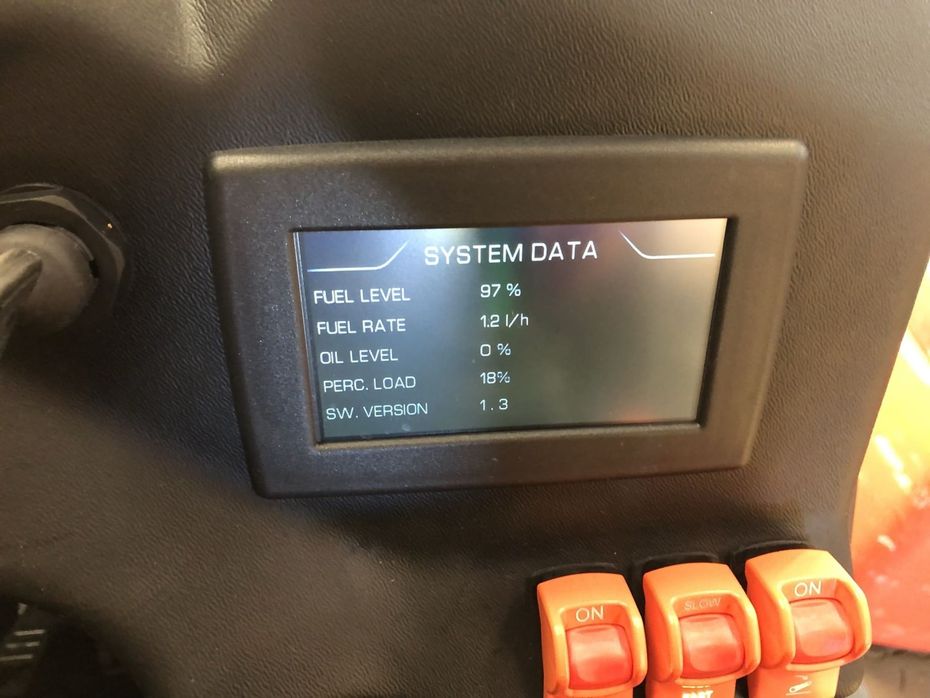 SYSTEM DATA
FUEL LEVEL 97 %
FUEL RATE 1.2 l/h
OIL LEVEL 0 %
PERC. LOAD 18%
SW. VERSION 1.3
ON
SLOW
ON